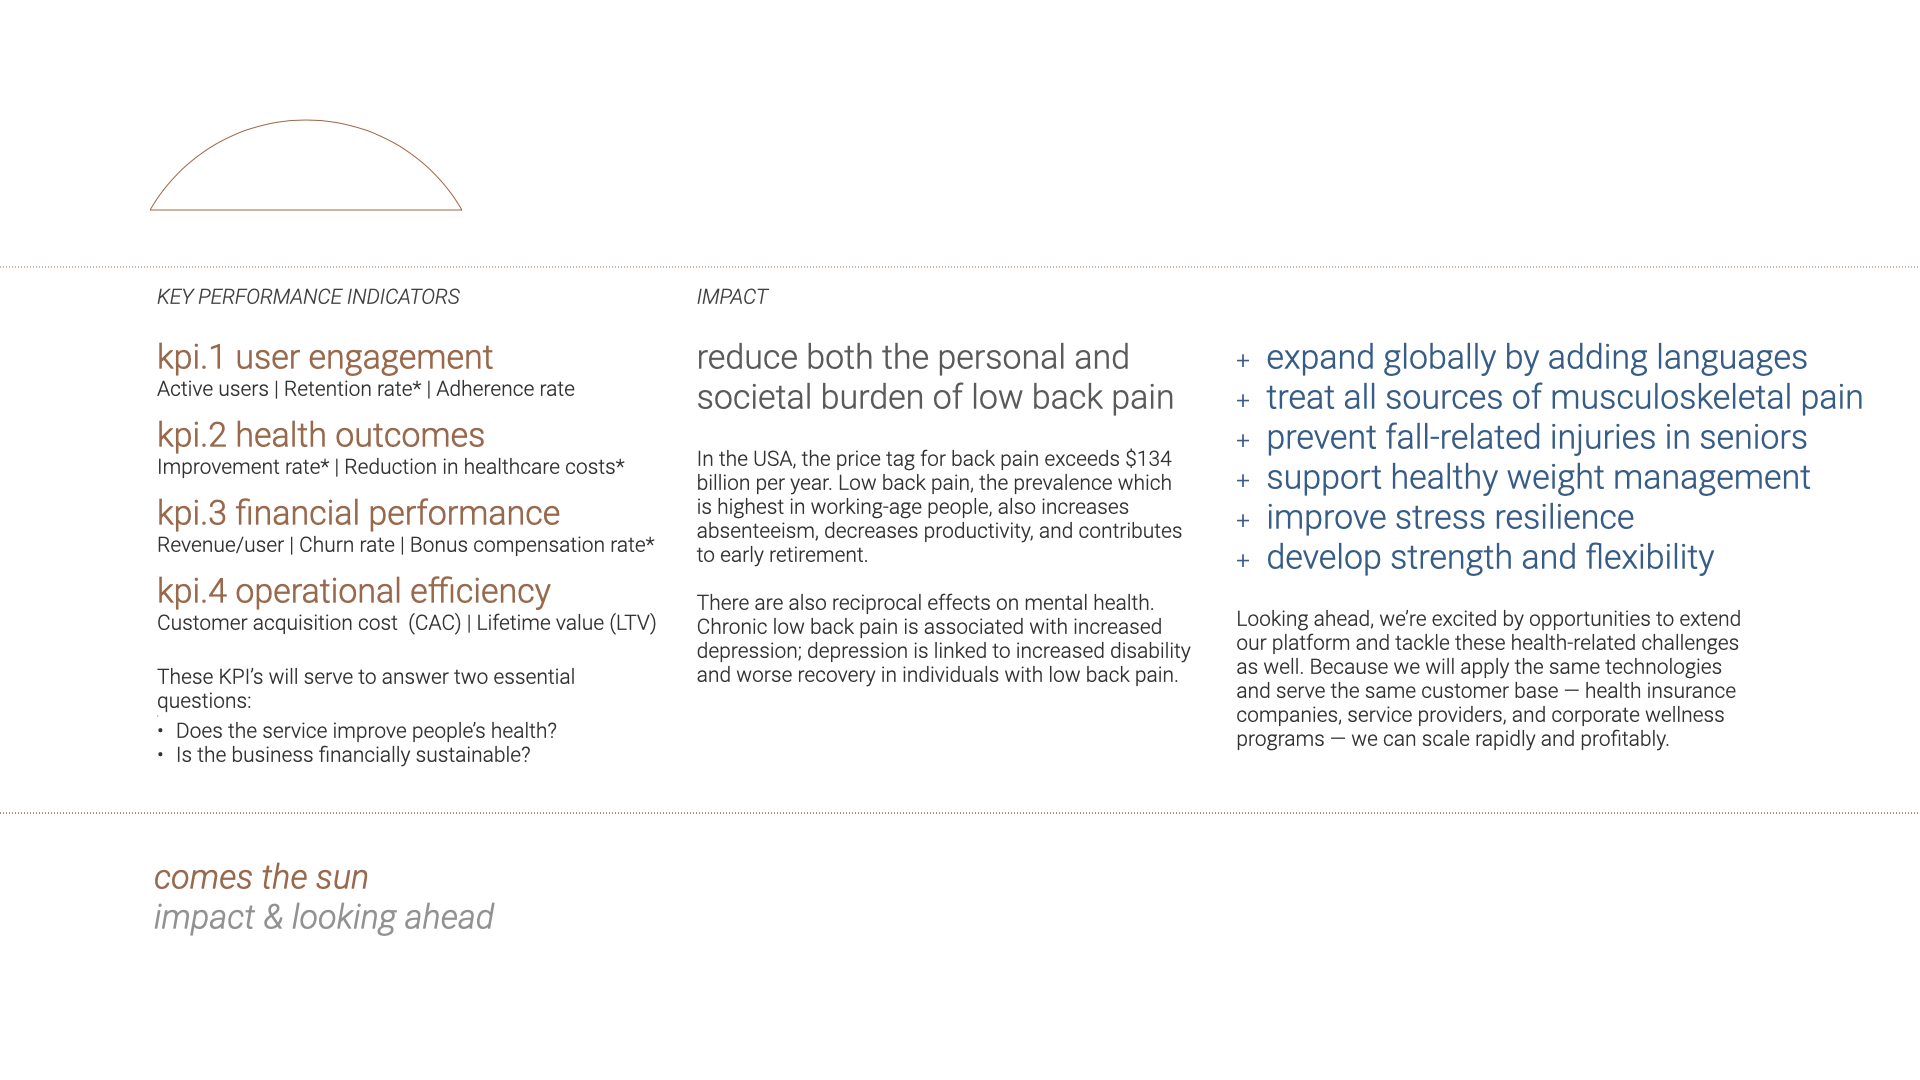 KEY PERFORMANCE INDICATORS
kpi.1 user engagement
Active users | Retention rate* | Adherence rate
kpi.2 health outcomes
Improvement rate* | Reduction in healthcare costs*
kpi.3 financial performance
Revenue/user | Churn rate | Bonus compensation rate*
kpi.4 operational efficiency
Customer acquisition cost  (CAC) | Lifetime value (LTV)
These KPI’s will serve to answer two essential
questions:
• Does the service improve people’s health?
• Is the business financially sustainable?
IMPACT
reduce both the personal and
societal burden of low back pain
In the USA, the price tag for back pain exceeds $134
billion per year. Low back pain, the prevalence which
is highest in working-age people, also increases
absenteeism, decreases productivity, and contributes
to early retirement.
There are also reciprocal effects on mental health.
Chronic low back pain is associated with increased
depression; depression is linked to increased disability
and worse recovery in individuals with low back pain.
+ expand globally by adding languages
+ treat all sources of musculoskeletal pain
+ prevent fall-related injuries in seniors
+ support healthy weight management
+ improve stress resilience
+ develop strength and flexibility
Looking ahead, we’re excited by opportunities to extend
our platform and tackle these health-related challenges
as well. Because we will apply the same technologies
and serve the same customer base — health insurance
companies, service providers, and corporate wellness
programs — we can scale rapidly and profitably.
comes the sun
impact & looking ahead